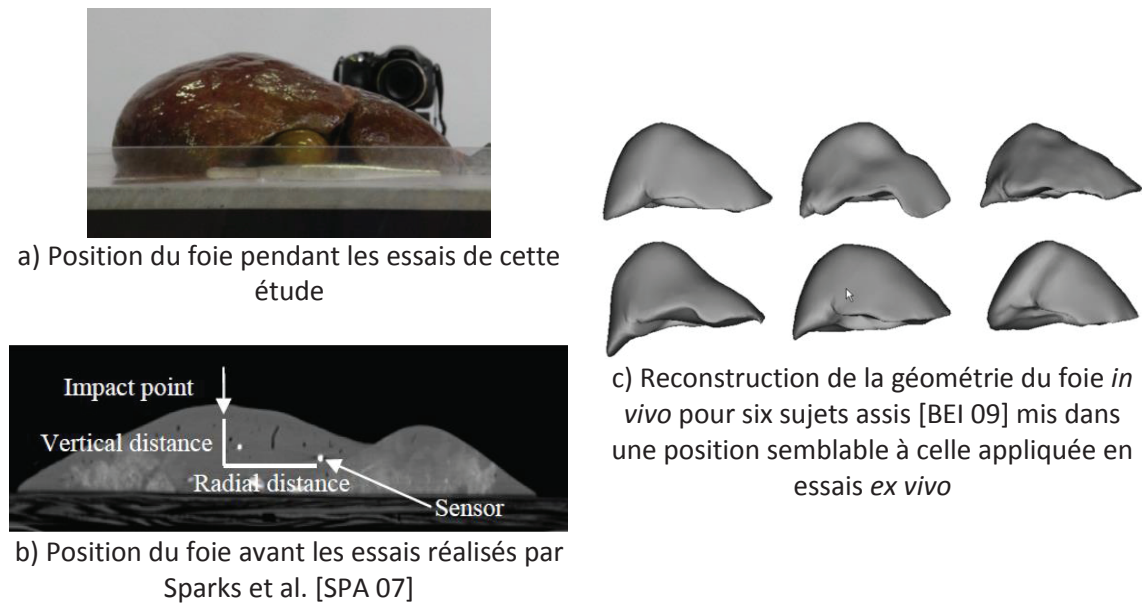 a) Position du foie pendant les essais de cette
étude
Impact point
Vertical distance
Radial distance
Sensor
b) Position du foie avant les essais réalisés par
Sparks et al. [SPA 07]
c) Reconstruction de la géométrie du foie in
vivo pour six sujets assis [BEI 09] mis dans
une position semblable à celle appliquée en
essais ex vivo